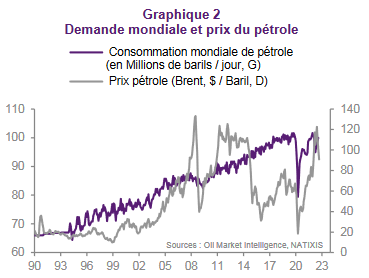 Graphique 2
Demande mondiale et prix du pétrole
Consommation mondiale de pétrole
(en Millions de barils / jour, G)
Prix pétrole (Brent, $ / Baril, D)
110 140
100 120
100
90 80
80 60
40
70 20
60 0
Sources : Oil Market Intelligence, NATIXIS
90 93 96 99 02 05 08 11 14 17 20 23